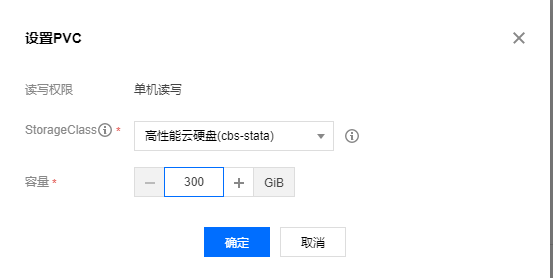 设置PVC
读写权限 单机读写
StorageClass * 高性能云硬盘(cbs-stata)
容量 * 300 GiB
确定 取消